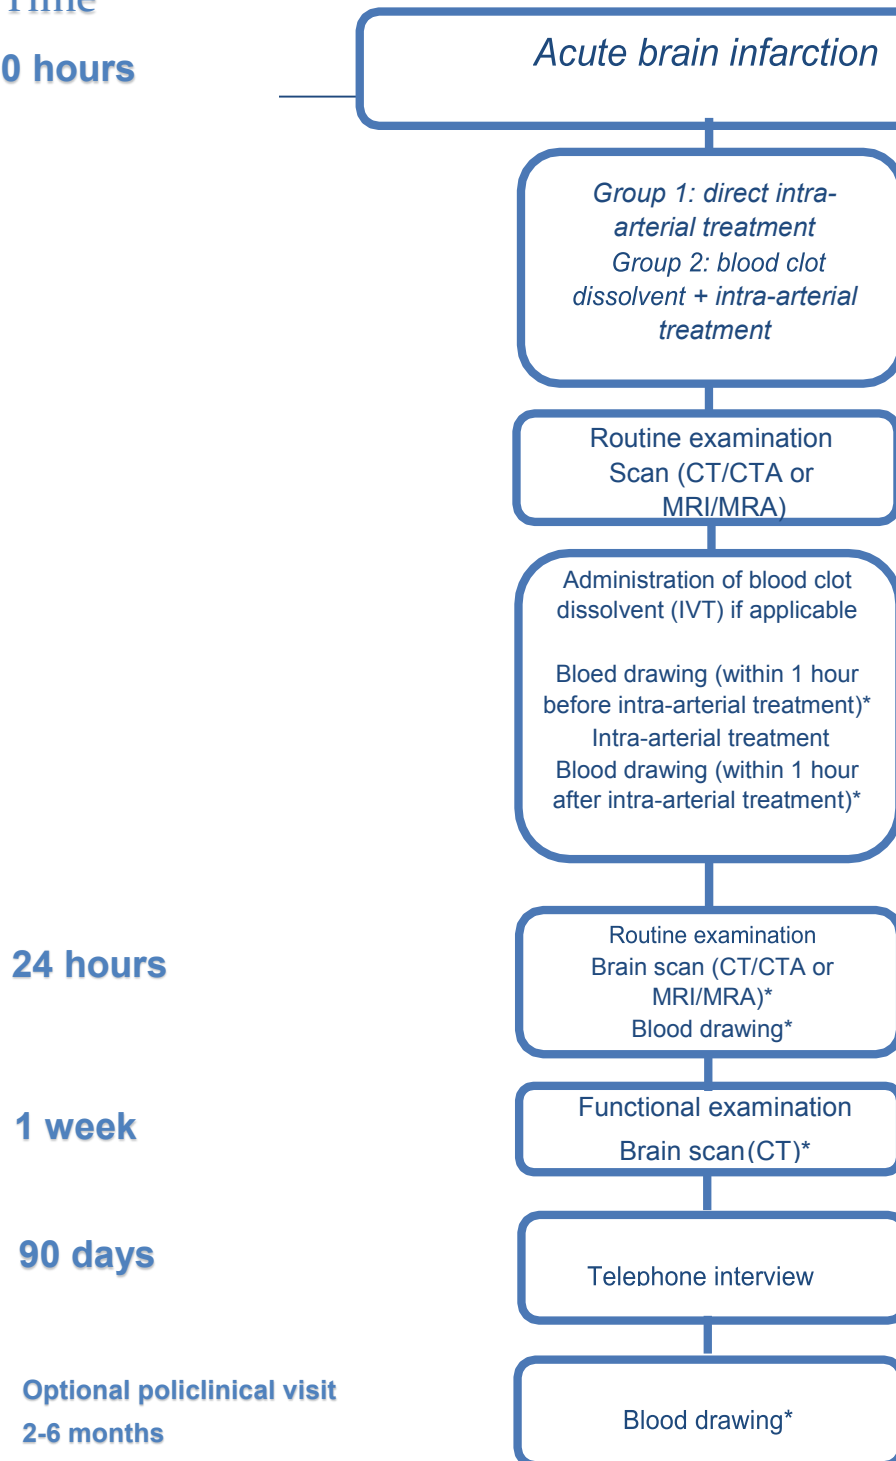 Time
0 hours
Acute brain infarction
Group 1: direct intra-
arterial treatment
Group 2: blood clot
dissolvent + intra-arterial
treatment
Routine examination
Scan (CT/CTA or
MRI/MRA)
Administration of blood clot
dissolvent (IVT) if applicable
Bloed drawing (within 1 hour
before intra-arterial treatment)*
Intra-arterial treatment
Blood drawing (within 1 hour
after intra-arterial treatment)*
24 hours
Routine examination
Brain scan (CT/CTA or
MRI/MRA)*
Blood drawing*
1 week
Functional examination
Brain scan(CT)*
90 days
Telephone interview
Optional policlinical visit
2-6 months
Blood drawing*